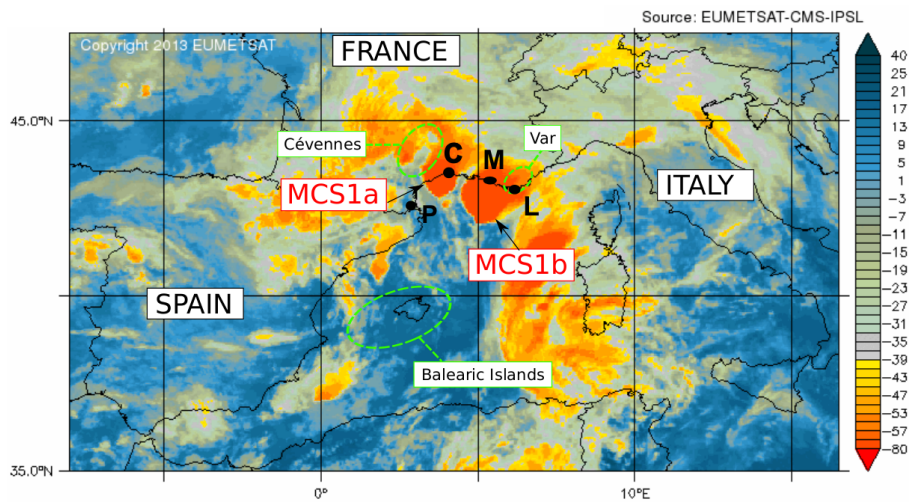 Source: EUMETSAT-CMS-IPSL
Copyright 2013 EUMETSAT
FRANCE
40
25
21
17
13
9
5
1
-3
-7
-11
-15
-19
-23
-27
-31
-35
-39
-43
-47
-53
-57
-80
45.0°N
Cévennes
Var
C
M
MCS1a
ITALY
P
L
MCS1b
SPAIN
Balearic Islands
35.0°N
0°
10°E